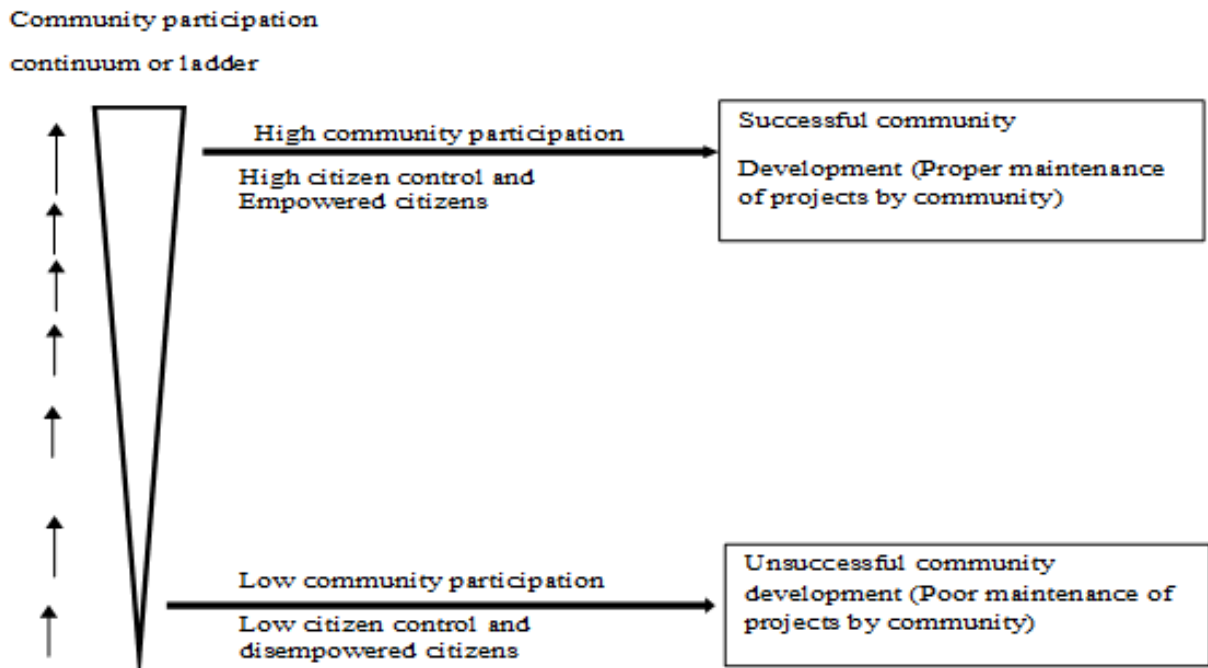 Community participation
continuum or ladder
High community participation
High citizen control and
Empowered citizens
Successful community
Development (Proper maintenance
of projects by community)
Low community participation
Low citizen control and
disempowered citizens
Unsuccessful community
development (Poor maintenance of
projects by community)